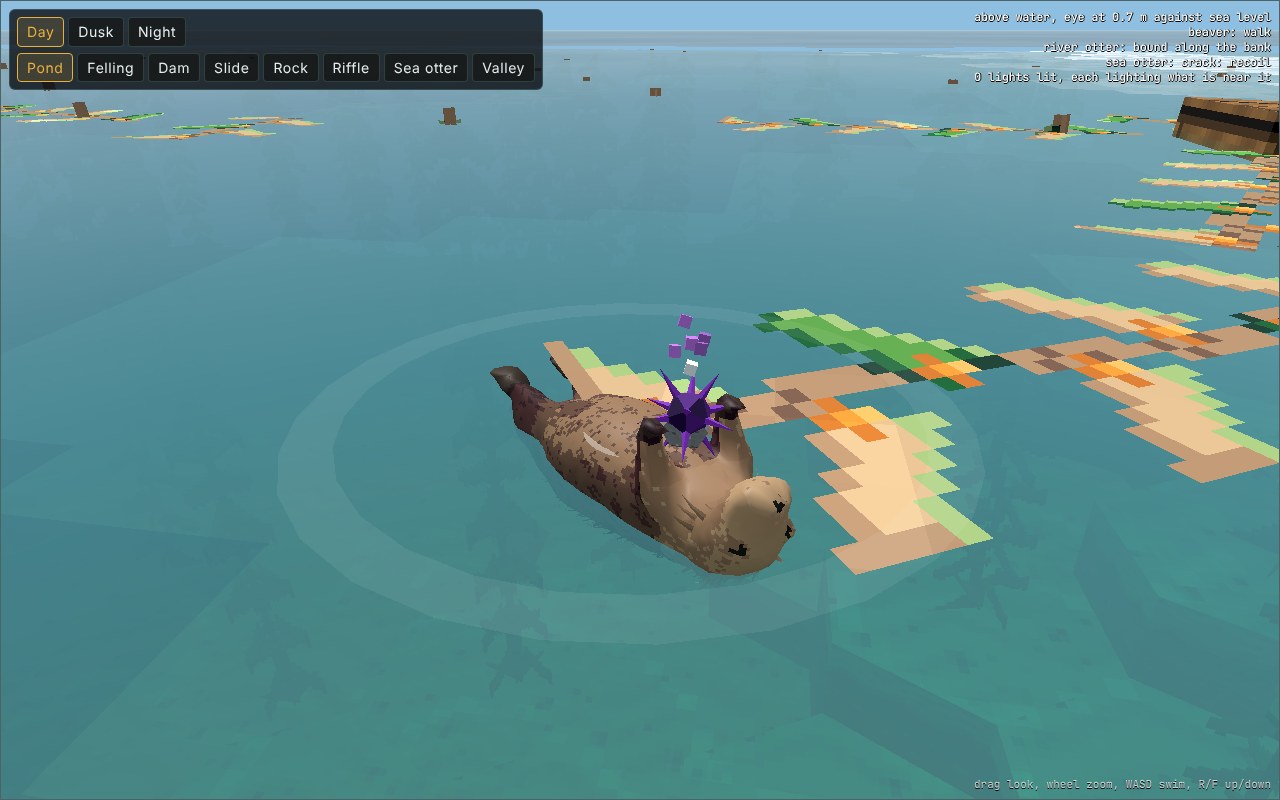 Day Dusk Night
Pond Felling Dam Slide Rock Riffle Sea otter Valley
above water, eye at 0.7 m against sea level
beaver: walk
river otter: bound along the bank
sea otter: crack: recoil
0 lights lit, each lighting what is near it
drag look, wheel zoom, WASD swim, R/F up/down